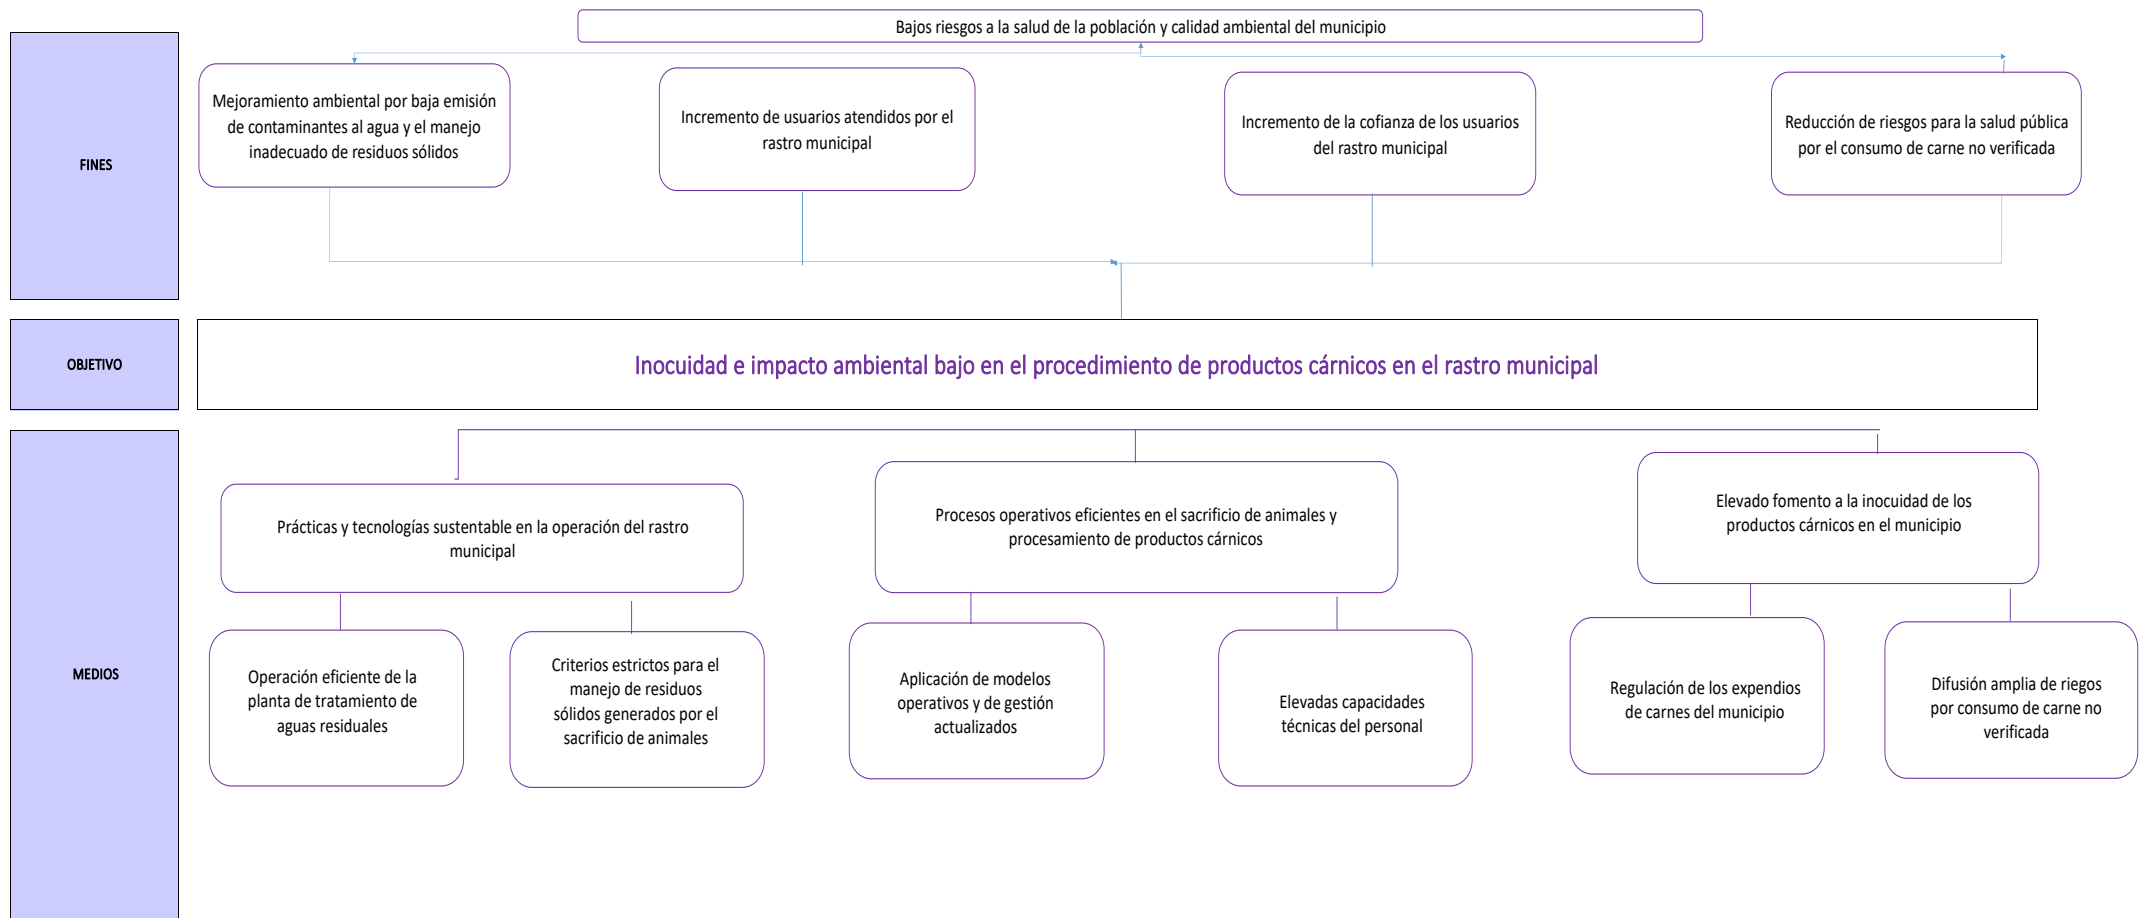 Bajos riesgos a la salud de la población y calidad ambiental del municipio
FINES
Mejoramiento ambiental por baja emisión
de contaminantes al agua y el manejo
inadecuado de residuos sólidos
Incremento de usuarios atendidos por el
rastro municipal
Incremento de la cofianza de los usuarios
del rastro municipal
Reducción de riesgos para la salud pública
por el consumo de carne no verificada
OBJETIVO
Inocuidad e impacto ambiental bajo en el procedimiento de productos cárnicos en el rastro municipal
MEDIOS
Prácticas y tecnologías sustentable en la operación del rastro
municipal
Procesos operativos eficientes en el sacrificio de animales y
procesamiento de productos cárnicos
Elevado fomento a la inocuidad de los
productos cárnicos en el municipio
Operación eficiente de la
planta de tratamiento de
aguas residuales
Criterios estrictos para el
manejo de residuos
sólidos generados por el
sacrificio de animales
Aplicación de modelos
operativos y de gestión
actualizados
Elevadas capacidades
técnicas del personal
Regulación de los expendios
de carnes del municipio
Difusión amplia de riegos
por consumo de carne no
verificada